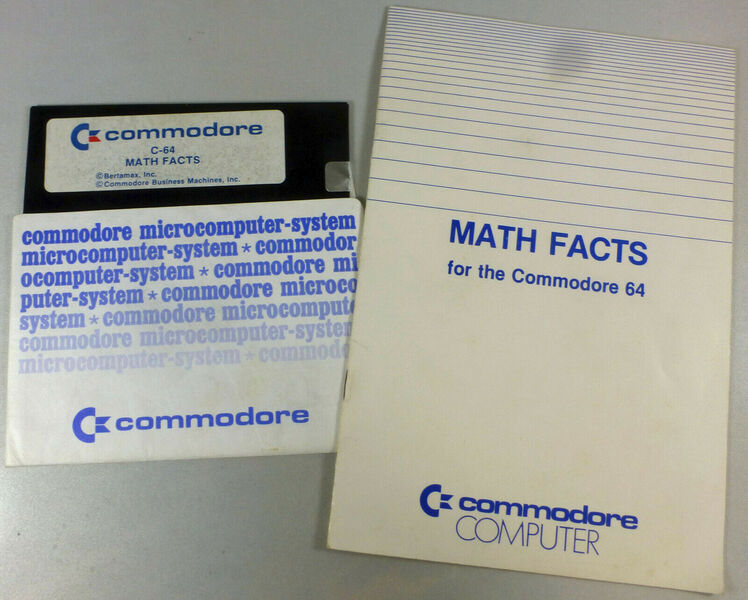 commodore
C-64
MATH FACTS
©Bertamax, Inc.
©Commodore Business Machines, Inc.
commodore microcomputer-system
microcomputer-system * commodor
ocomputer-system * commodore mi
puter-system * commodore microco
system * commodore microcompute
commodore microcomputer-system
microcomputer-system * commodo
commodore
MATH FACTS
for the Commodore 64
commodore
COMPUTER